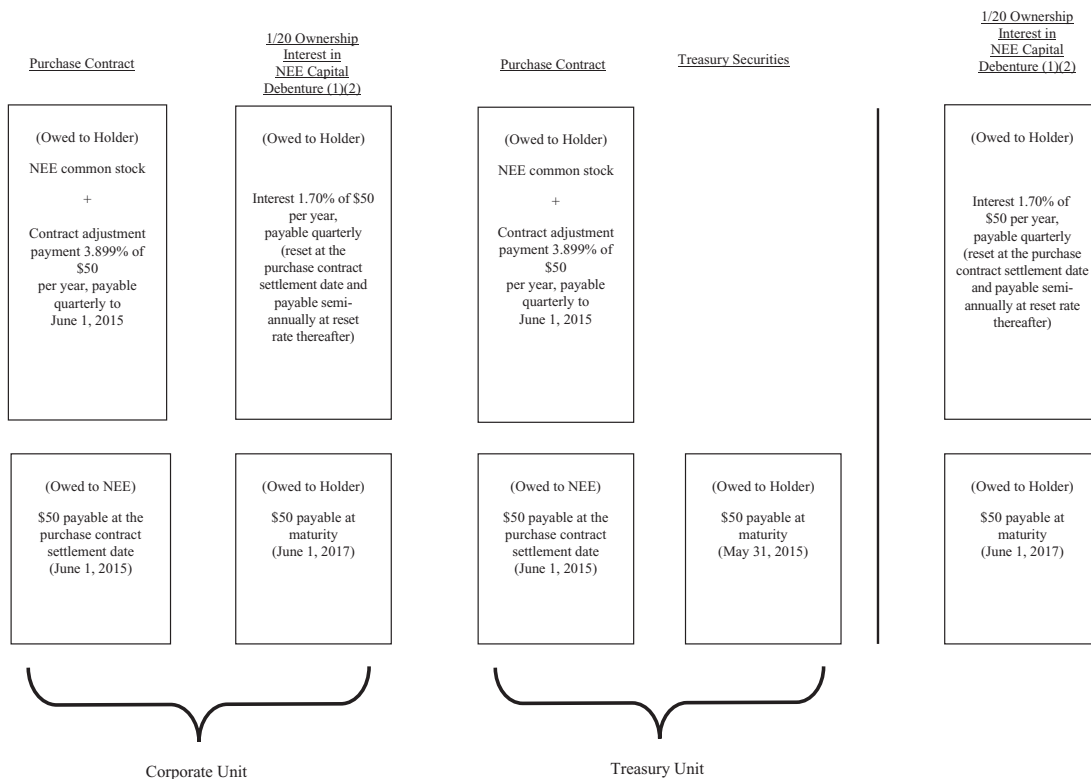 Purchase Contract
1/20 Ownership
Interest in
NEE Capital
Debenture (1)(2)
Purchase Contract
Treasury Securities
1/20 Ownership
Interest in
NEE Capital
Debenture (1)(2)
(Owed to Holder)
NEE common stock
+
Contract adjustment
payment 3.899% of
$50
per year, payable
quarterly to
June 1, 2015
(Owed to Holder)
Interest 1.70% of $50
per year,
payable quarterly
(reset at the
purchase contract
settlement date and
payable semi-
annually at reset
rate thereafter)
(Owed to Holder)
NEE common stock
+
Contract adjustment
payment 3.899% of
$50
per year, payable
quarterly to
June 1, 2015
(Owed to Holder)
Interest 1.70% of
$50 per year,
payable quarterly
(reset at the purchase
contract settlement date
and payable semi-
annually at reset rate
thereafter)
(Owed to NEE)
$50 payable at the
purchase contract
settlement date
(June 1, 2015)
(Owed to Holder)
$50 payable at
maturity
(June 1, 2017)
(Owed to NEE)
$50 payable at the
purchase contract
settlement date
(June 1, 2015)
(Owed to Holder)
$50 payable at
maturity
(May 31, 2015)
(Owed to Holder)
$50 payable at
maturity
(June 1, 2017)
Corporate Unit
Treasury Unit